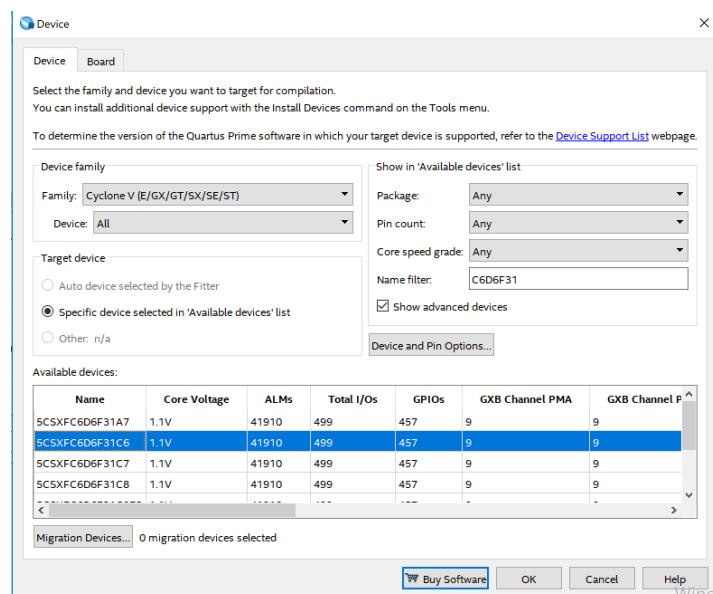 Device
Device Board
Select the family and device you want to target for compilation.
You can install additional device support with the Install Devices command on the Tools menu.
To determine the version of the Quartus Prime software in which your target device is supported, refer to the Device Support List webpage.
Device family
Family: Cyclone V (E/GX/GT/SX/SE/ST)
Device: All
Target device
Auto device selected by the Fitter
Specific device selected in 'Available devices' list
Other: n/a
Show in 'Available devices' list
Package: Any
Pin count: Any
Core speed grade: Any
Name filter: C6D6F31
Show advanced devices
Device and Pin Options...
Available devices:
Name Core Voltage ALMs Total I/Os GPIOs GXB Channel PMA GXB Channel P
5CSXFC6D6F31A7 1.1V 41910 499 457 9 9
5CSXFC6D6F31C6 1.1V 41910 499 457 9 9
5CSXFC6D6F31C7 1.1V 41910 499 457 9 9
5CSXFC6D6F31C8 1.1V 41910 499 457 9 9
Migration Devices... 0 migration devices selected
Buy Software OK Cancel Help